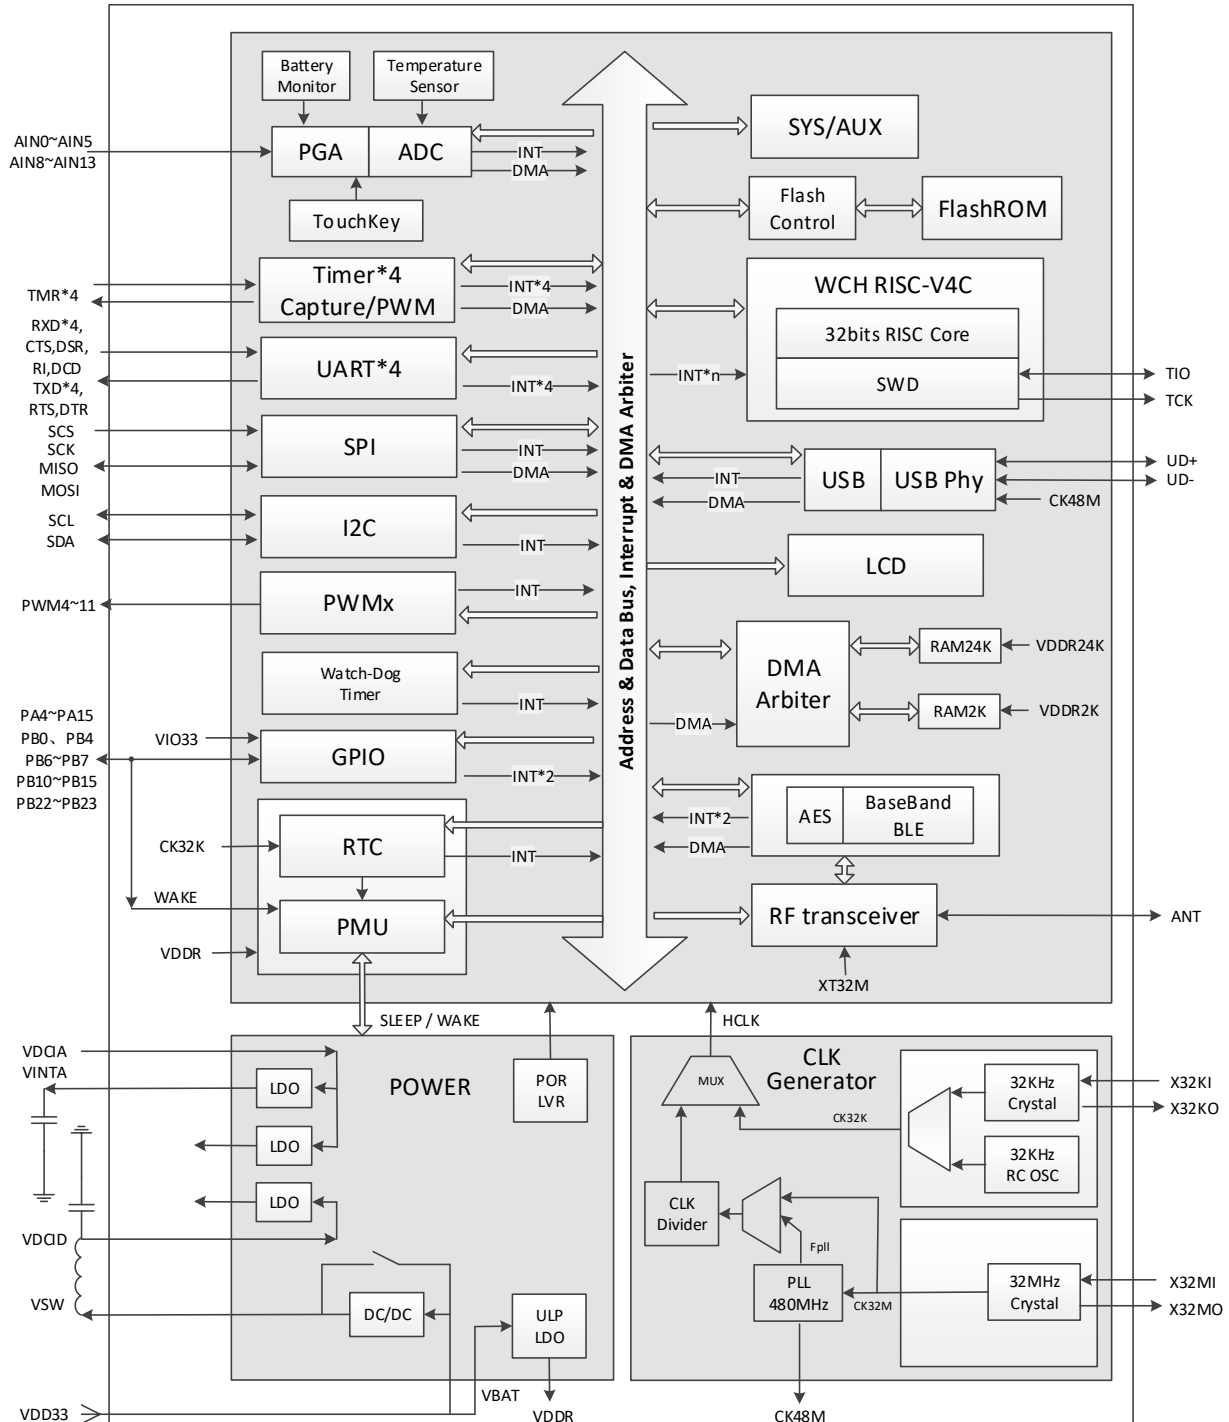 Battery
Monitor
Temperature
Sensor
AIN0~AIN5
AIN8~AIN13
PGA
ADC
INT
DMA
TouchKey
TMR*4
Timer*4
Capture/PWM
INT*4
DMA
RXD*4,
CTS,DSR,
RI,DCD
TXD*4,
RTS,DTR
UART*4
INT*4
SCS
SCK
MISO
MOSI
SPI
INT
DMA
SCL
SDA
I2C
INT
PWM4~11
PWMx
INT
Watch-Dog
Timer
INT
PA4~PA15
PB0、PB4
PB6~PB7
PB10~PB15
PB22~PB23
VIO33
GPIO
INT*2
CK32K
RTC
INT
WAKE
PMU
VDDR
Address & Data Bus, Interrupt & DMA Arbiter
SYS/AUX
Flash
Control
FlashROM
WCH RISC-V4C
32bits RISC Core
SWD
INT*n
TIO
TCK
USB
USB Phy
INT
DMA
UD+
UD-
CK48M
LCD
DMA
Arbiter
DMA
RAM24K
VDDR24K
RAM2K
VDDR2K
AES
BaseBand
BLE
INT*2
DMA
RF transceiver
ANT
XT32M
SLEEP / WAKE
HCLK
VDCIA
VINTA
LDO
LDO
LDO
POWER
POR
LVR
VDCID
VSW
DC/DC
ULP
LDO
VBAT
VDD33
VDDR
CLK
Generator
MUX
CK32K
32KHz
Crystal
32KHz
RC OSC
X32KI
X32KO
CLK
Divider
Fpll
PLL
480MHz
CK32M
32MHz
Crystal
X32MI
X32MO
CK48M